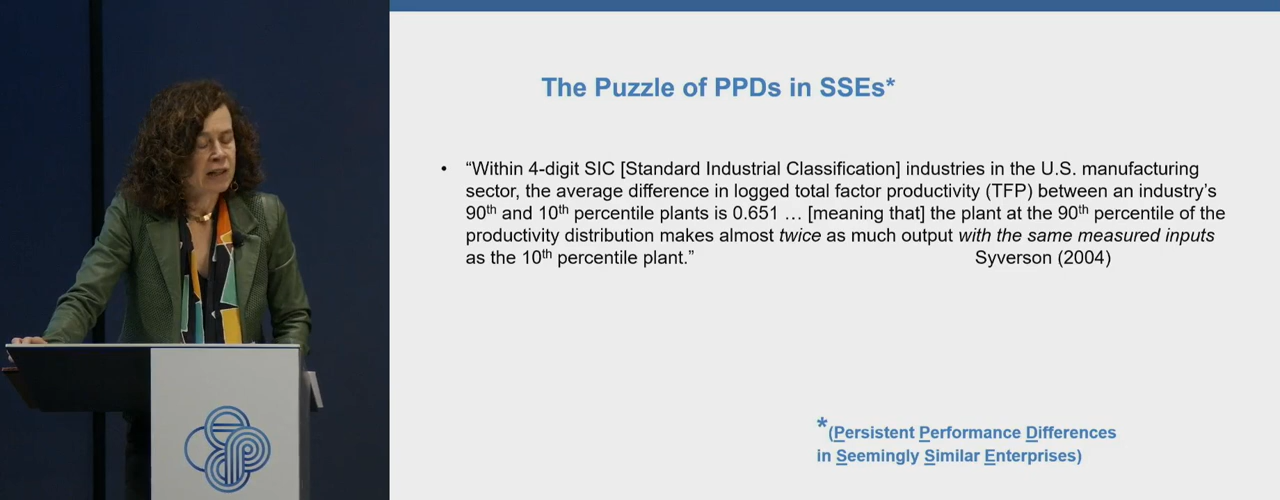 The Puzzle of PPDs in SSEs*
• “Within 4-digit SIC [Standard Industrial Classification] industries in the U.S. manufacturing
sector, the average difference in logged total factor productivity (TFP) between an industry’s
90th and 10th percentile plants is 0.651 … [meaning that] the plant at the 90th percentile of the
productivity distribution makes almost twice as much output with the same measured inputs
as the 10th percentile plant.” Syverson (2004)
*(Persistent Performance Differences
in Seemingly Similar Enterprises)